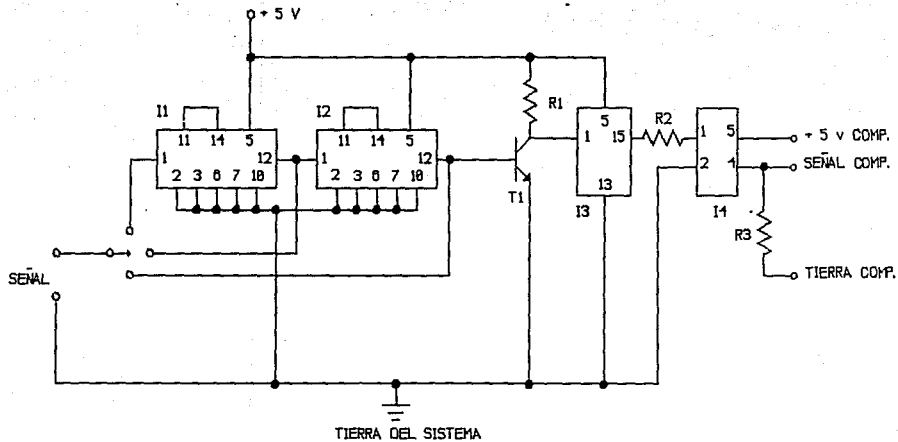 + 5 V
I1
11 14 5
1 12
2 3 6 7 10
I2
11 14 5
1 12
2 3 6 7 10
R1
T1
5
1 15
13
I3
R2
1 5
2 4
I4
R3
+ 5 v COMP.
SEÑAL COMP.
TIERRA COMP.
SEÑAL
TIERRA DEL SISTEMA